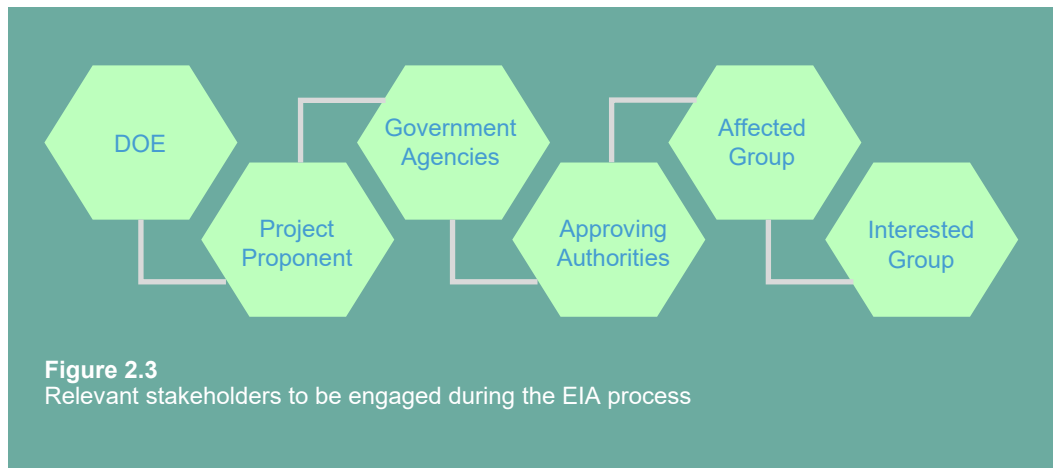 DOE
Project
Proponent
Government
Agencies
Approving
Authorities
Affected
Group
Interested
Group
Figure 2.3
Relevant stakeholders to be engaged during the EIA process